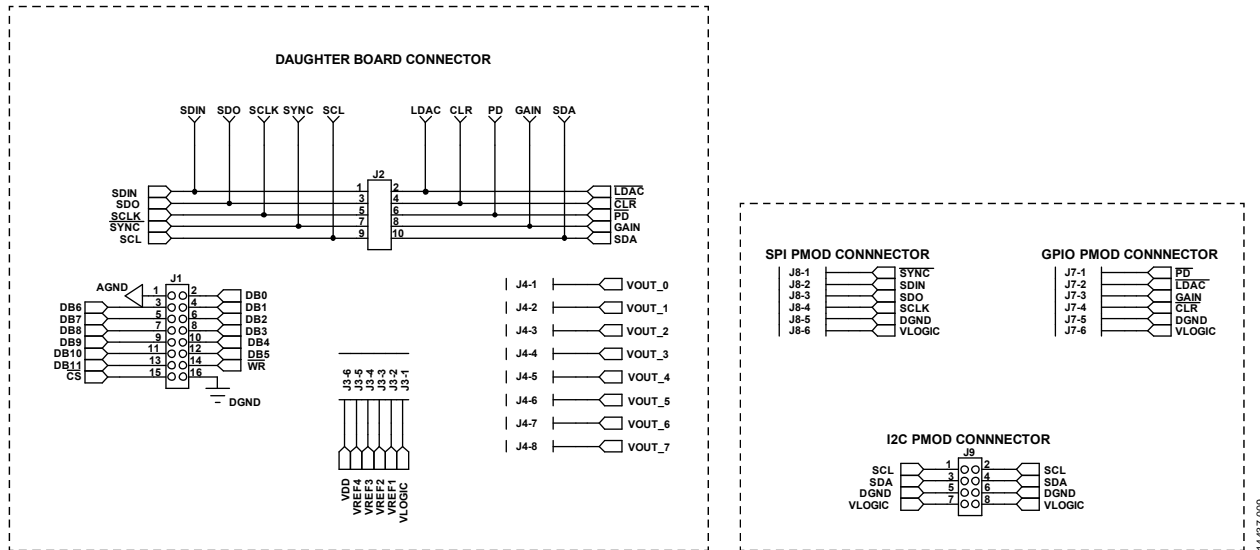 DAUGHTER BOARD CONNECTOR
SDIN SDO SCLK SYNC SCL LDAC CLR PD GAIN SDA
J2
SDIN 1 2 LDAC
SDO 3 4 CLR
SCLK 5 6 PD
SYNC 7 8 GAIN
SCL 9 10 SDA
J1
AGND 1 2 DB0
DB6 3 4 DB1
DB7 5 6 DB2
DB8 7 8 DB3
DB9 9 10 DB4
DB10 11 12 DB5
DB11 13 14 WR
CS 15 16
DGND
J3-6 J3-5 J3-4 J3-3 J3-2 J3-1
VDD VREF4 VREF3 VREF2 VREF1 VLOGIC
J4-1 VOUT_0
J4-2 VOUT_1
J4-3 VOUT_2
J4-4 VOUT_3
J4-5 VOUT_4
J4-6 VOUT_5
J4-7 VOUT_6
J4-8 VOUT_7
SPI PMOD CONNNECTOR
J8-1 SYNC
J8-2 SDIN
J8-3 SDO
J8-4 SCLK
J8-5 DGND
J8-6 VLOGIC
GPIO PMOD CONNNECTOR
J7-1 PD
J7-2 LDAC
J7-3 GAIN
J7-4 CLR
J7-5 DGND
J7-6 VLOGIC
I2C PMOD CONNNECTOR
J9
SCL 1 2 SCL
SDA 3 4 SDA
DGND 5 6 DGND
VLOGIC 7 8 VLOGIC